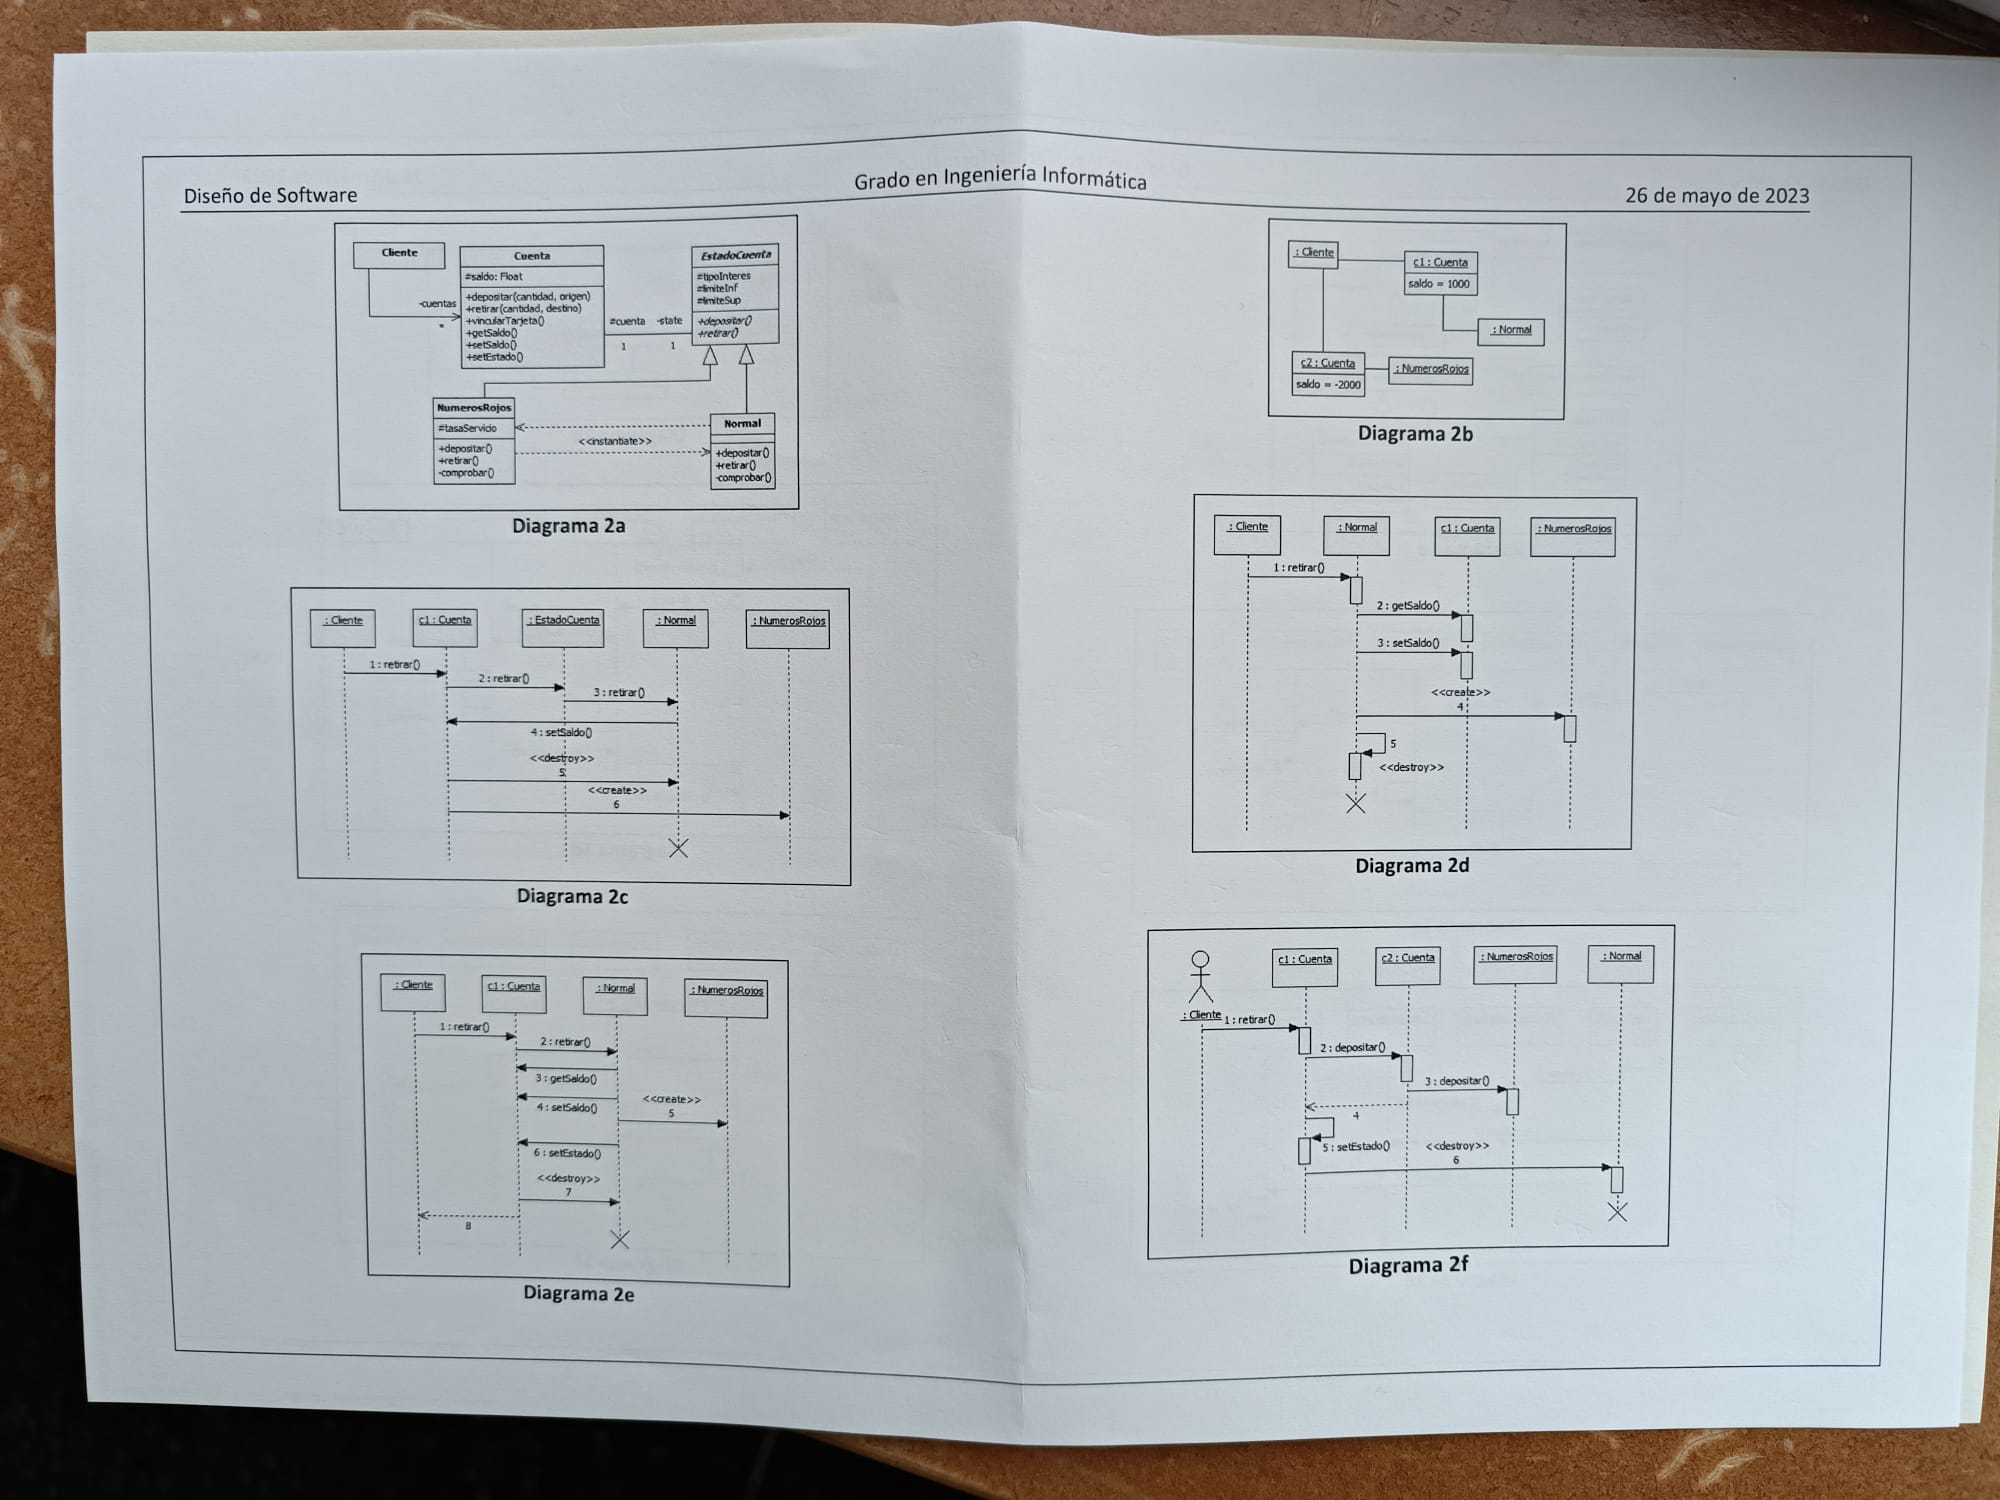 Diseño de Software
Grado en Ingeniería Informática
26 de mayo de 2023
Cliente
-cuentas
*
Cuenta
#saldo: Float
+depositar(cantidad, origen)
+retirar(cantidad, destino)
+vincularTarjeta()
+getSaldo()
+setSaldo()
+setEstado()
#cuenta
-state
1
1
EstadoCuenta
#tipoInteres
#limiteInf
#limiteSup
+depositar()
+retirar()
NumerosRojos
#tasaServicio
+depositar()
+retirar()
-comprobar()
<<instantiate>>
Normal
+depositar()
+retirar()
-comprobar()
Diagrama 2a
: Cliente
c1 : Cuenta
saldo = 1000
: Normal
c2 : Cuenta
saldo = -2000
: NumerosRojos
Diagrama 2b
: Cliente
c1 : Cuenta
: EstadoCuenta
: Normal
: NumerosRojos
1 : retirar()
2 : retirar()
3 : retirar()
4 : setSaldo()
<<destroy>>
5
<<create>>
6
Diagrama 2c
: Cliente
: Normal
c1 : Cuenta
: NumerosRojos
1 : retirar()
2 : getSaldo()
3 : setSaldo()
<<create>>
4
5
<<destroy>>
Diagrama 2d
: Cliente
c1 : Cuenta
: Normal
: NumerosRojos
1 : retirar()
2 : retirar()
3 : getSaldo()
4 : setSaldo()
<<create>>
5
6 : setEstado()
<<destroy>>
7
8
Diagrama 2e
: Cliente
c1 : Cuenta
c2 : Cuenta
: NumerosRojos
: Normal
1 : retirar()
2 : depositar()
3 : depositar()
4
5 : setEstado()
<<destroy>>
6
Diagrama 2f